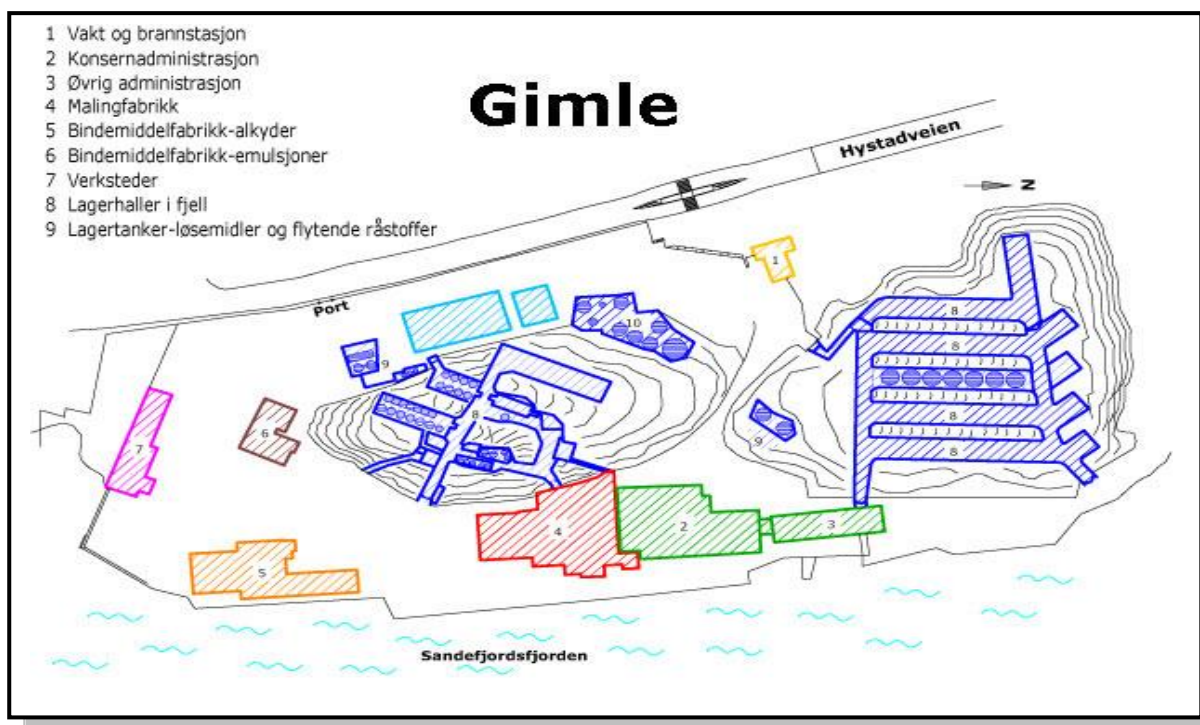 1 Vakt og brannstasjon
2 Konsernadministrasjon
3 Øvrig administrasjon
4 Malingfabrikk
5 Bindemiddelfabrikk-alkyder
6 Bindemiddelfabrikk-emulsjoner
7 Verksteder
8 Lagerhaller i fjell
9 Lagertanker-løsemidler og flytende råstoffer
Gimle
Hystadveien
N
1
Port
8
10
8
9
8
7
6
8
9
8
4
2
3
5
Sandefjordsfjorden